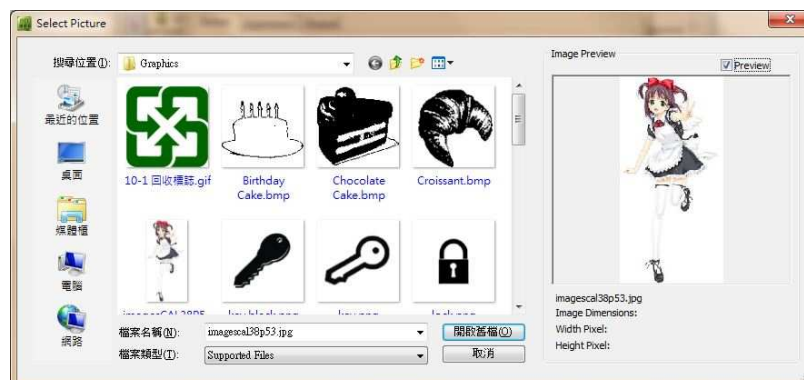 Select Picture
搜尋位置(I):
Graphics
最近的位置
桌面
媒體櫃
電腦
網路
10-1 回收標誌.gif
Birthday Cake.bmp
Chocolate Cake.bmp
Croissant.bmp
檔案名稱(N):
imagescal38p53.jpg
開啟舊檔(O)
檔案類型(T):
Supported Files
取消
Image Preview
Preview
imagescal38p53.jpg
Image Dimensions:
Width Pixel:
Height Pixel: